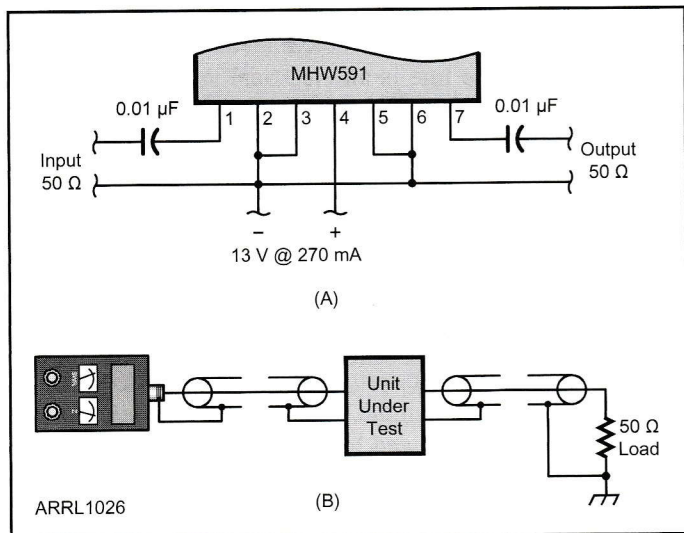 MHW591
0.01 µF
0.01 µF
1 2 3 4 5 6 7
Input
50 Ω
Output
50 Ω
− +
13 V @ 270 mA
(A)
Unit
Under
Test
50 Ω
Load
ARRL1026
(B)